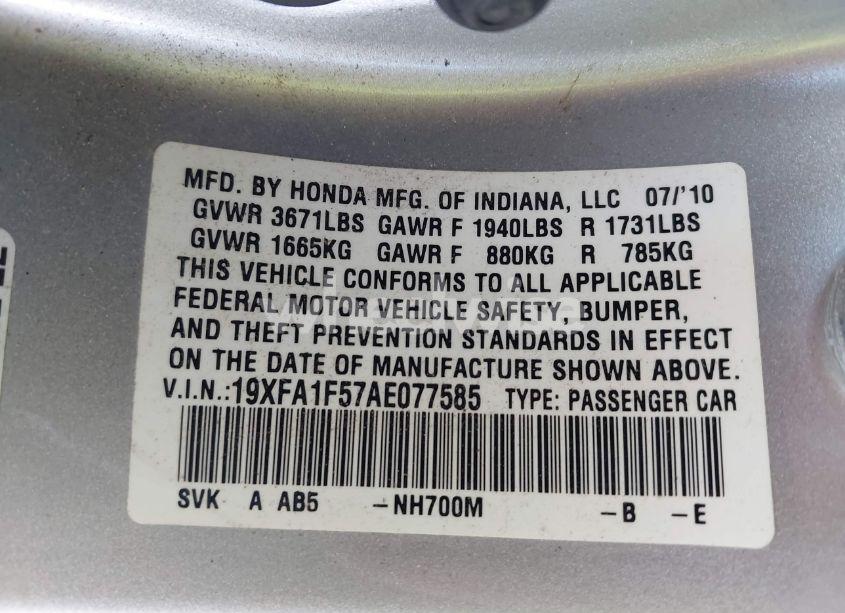 MFD. BY HONDA MFG. OF INDIANA, LLC 07/'10
GVWR 3671LBS GAWR F 1940LBS R 1731LBS
GVWR 1665KG GAWR F 880KG R 785KG
THIS VEHICLE CONFORMS TO ALL APPLICABLE
FEDERAL MOTOR VEHICLE SAFETY, BUMPER,
AND THEFT PREVENTION STANDARDS IN EFFECT
ON THE DATE OF MANUFACTURE SHOWN ABOVE.
V.I.N.:19XFA1F57AE077585 TYPE: PASSENGER CAR
SVK A AB5 -NH700M -B -E